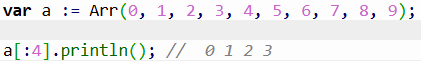 var a := Arr(0, 1, 2, 3, 4, 5, 6, 7, 8, 9);
a[:4].println(); //  0 1 2 3